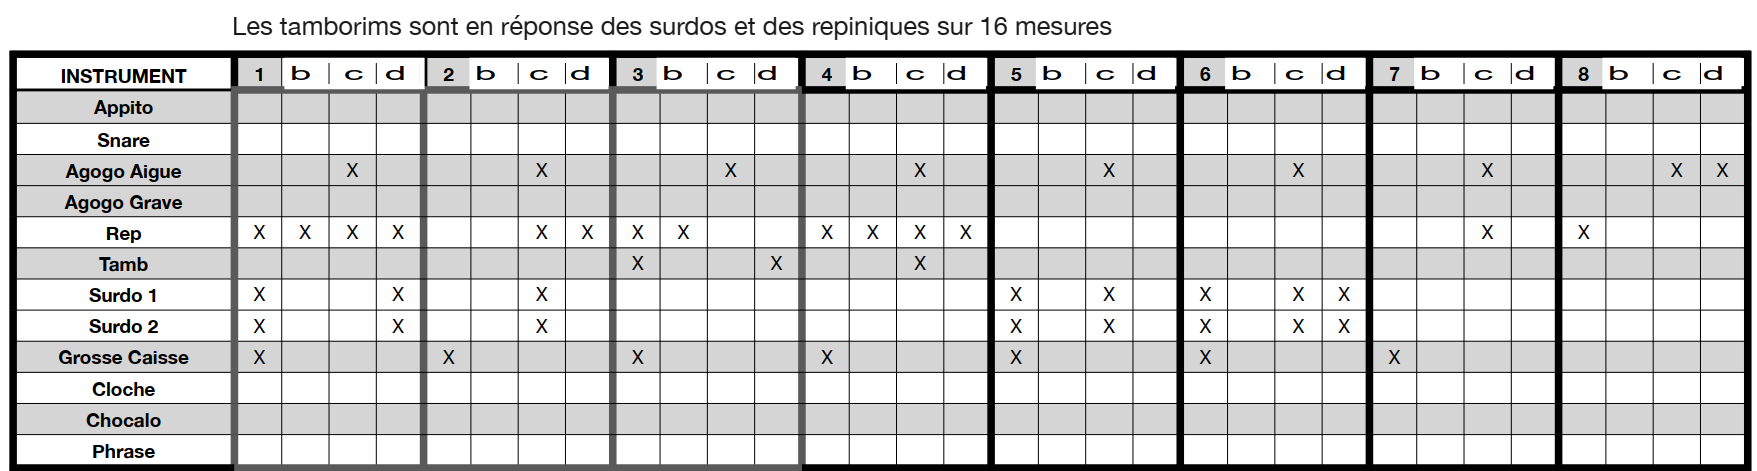 Les tamborims sont en réponse des surdos et des repiniques sur 16 mesures
INSTRUMENT 1 b | c | d 2 b | c | d 3 b | c | d 4 b | c | d 5 b | c | d 6 b | c | d 7 b | c | d 8 b | c | d
Appito
Snare
Agogo Aigue X X X X X X X X X
Agogo Grave
Rep X X X X X X X X X X X X X X
Tamb X X X
Surdo 1 X X X X X X X X
Surdo 2 X X X X X X X X
Grosse Caisse X X X X X X X
Cloche
Chocalo
Phrase